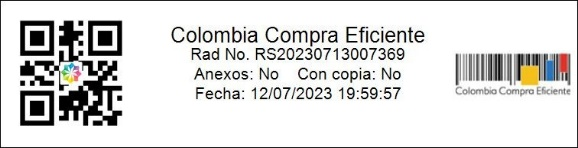 Colombia Compra Eficiente
Rad No. RS20230713007369
Anexos: No Con copia: No
Fecha: 12/07/2023 19:59:57
Colombia Compra Eficiente